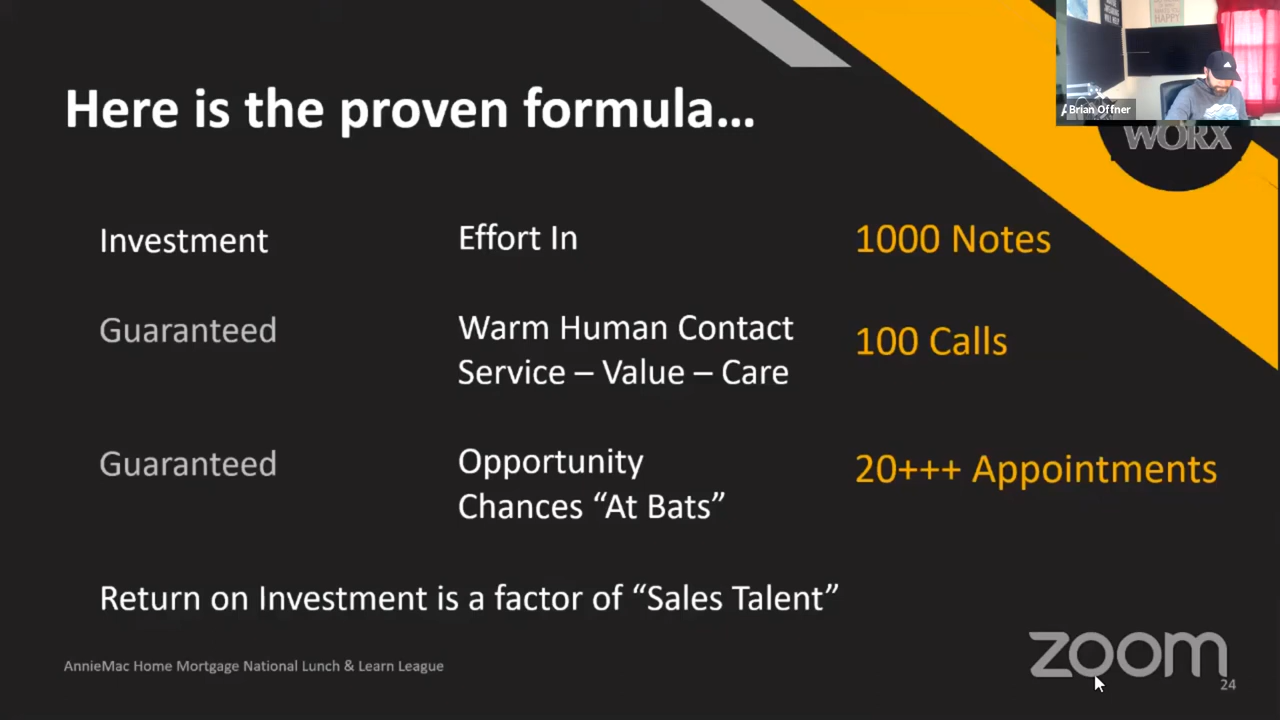 Here is the proven formula...
Investment
Effort In
1000 Notes
Guaranteed
Warm Human Contact
Service – Value – Care
100 Calls
Guaranteed
Opportunity
Chances “At Bats”
20+++ Appointments
Return on Investment is a factor of “Sales Talent”
AnnieMac Home Mortgage National Lunch & Learn League
zoom
24
Brian Offner
WORX
HAPPY